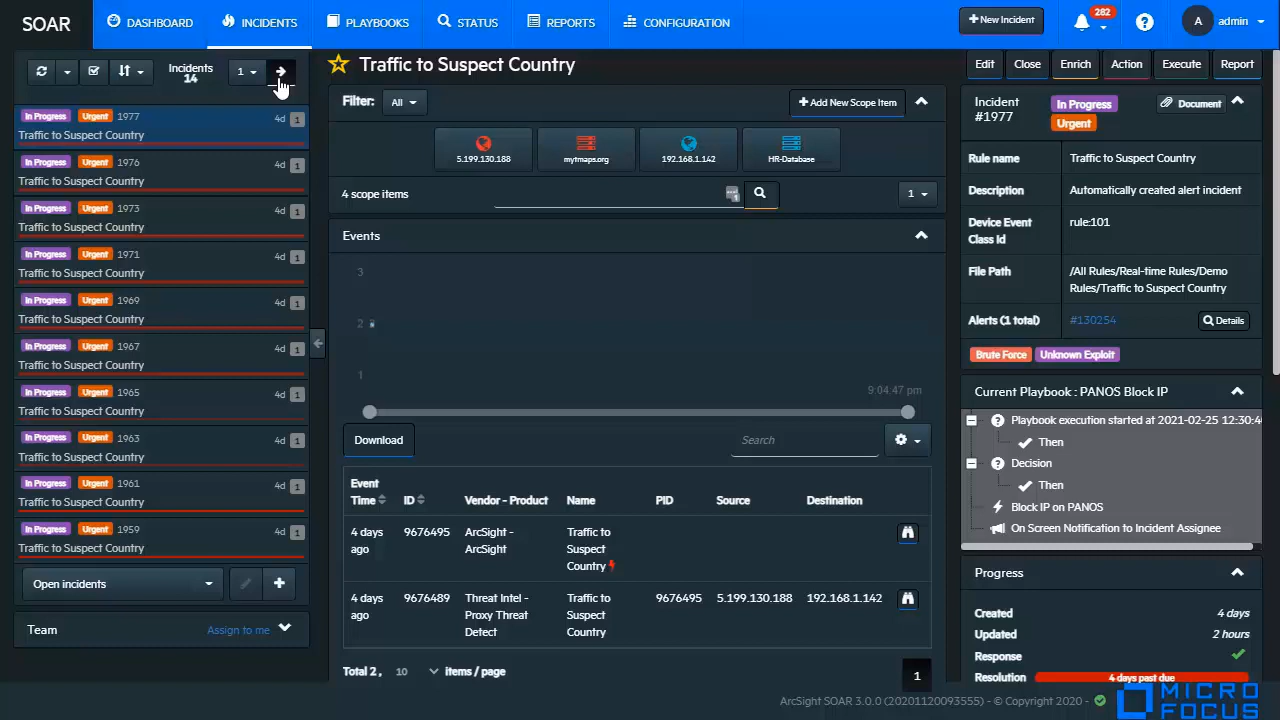 SOAR
DASHBOARD
INCIDENTS
PLAYBOOKS
STATUS
REPORTS
CONFIGURATION
+ New Incident
282
A
admin
Incidents
14
1
In Progress Urgent 1977 4d 1
Traffic to Suspect Country
In Progress Urgent 1976 4d 1
Traffic to Suspect Country
In Progress Urgent 1973 4d 1
Traffic to Suspect Country
In Progress Urgent 1971 4d 1
Traffic to Suspect Country
In Progress Urgent 1969 4d 1
Traffic to Suspect Country
In Progress Urgent 1967 4d 1
Traffic to Suspect Country
In Progress Urgent 1965 4d 1
Traffic to Suspect Country
In Progress Urgent 1963 4d 1
Traffic to Suspect Country
In Progress Urgent 1961 4d 1
Traffic to Suspect Country
In Progress Urgent 1959 4d 1
Traffic to Suspect Country
Open incidents
Team Assign to me
Traffic to Suspect Country
Filter: All
+ Add New Scope Item
5.199.130.188
mytmaps.org
192.168.1.142
HR-Database
4 scope items
1
Events
3
2
1
9:04:47 pm
Download
Search
Event Time ID Vendor - Product Name PID Source Destination
4 days ago 9676495 ArcSight - ArcSight Traffic to Suspect Country
4 days ago 9676489 Threat Intel - Proxy Threat Detect Traffic to Suspect Country 9676495 5.199.130.188 192.168.1.142
Total 2 , 10 items / page
1
Edit
Close
Enrich
Action
Execute
Report
Incident #1977
In Progress
Urgent
Document
Rule name Traffic to Suspect Country
Description Automatically created alert incident
Device Event Class Id rule:101
File Path /All Rules/Real-time Rules/Demo Rules/Traffic to Suspect Country
Alerts (1 total) #130254 Details
Brute Force Unknown Exploit
Current Playbook : PANOS Block IP
Playbook execution started at 2021-02-25 12:30:4
Then
Decision
Then
Block IP on PANOS
On Screen Notification to Incident Assignee
Progress
Created 4 days
Updated 2 hours
Response
Resolution 4 days past due
ArcSight SOAR 3.0.0 (20201120093555) - © Copyright 2020 -
MICRO
FOCUS